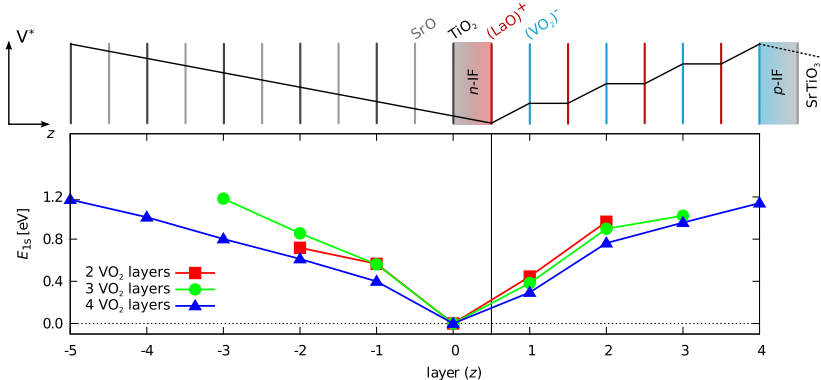 V*
SrO
TiO₂
(LaO)⁺
(VO₂)⁻
n-IF
p-IF
SrTiO₃
z
E₁ₛ [eV]
1.2
0.8
0.4
0.0
2 VO₂ layers
3 VO₂ layers
4 VO₂ layers
-5 -4 -3 -2 -1 0 1 2 3 4
layer (z)